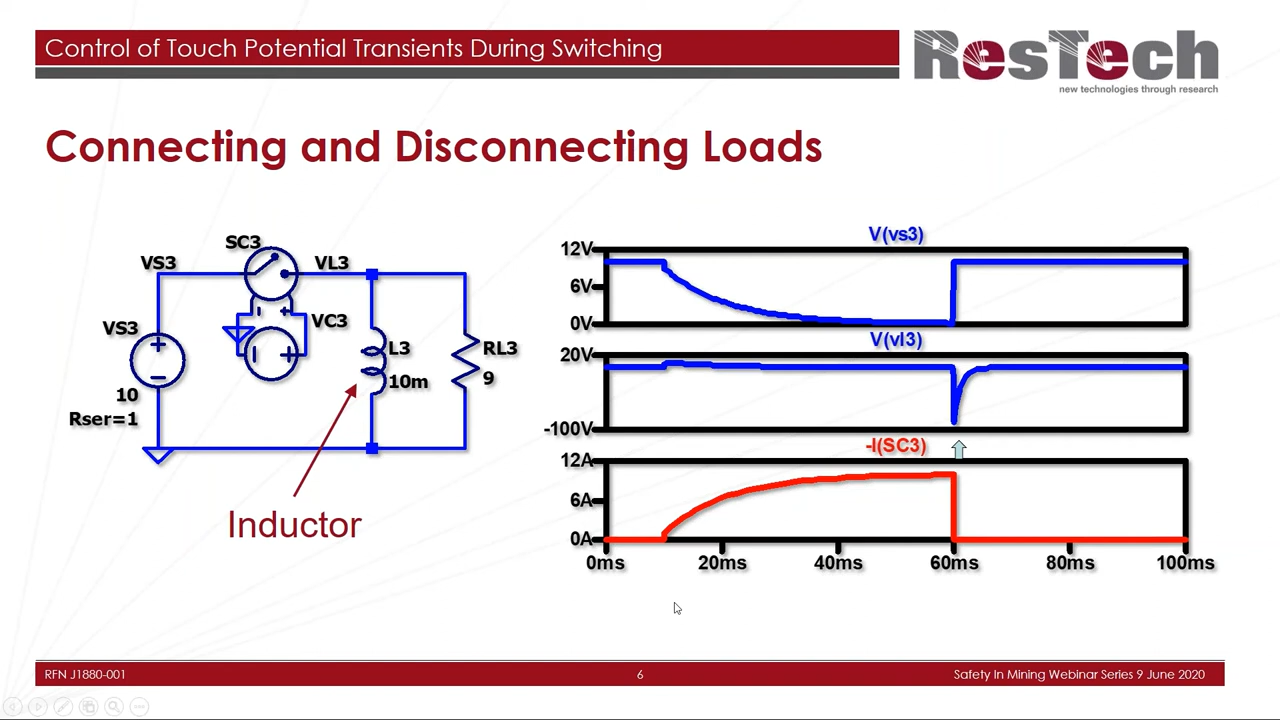 Control of Touch Potential Transients During Switching
ResTech
new technologies through research
Connecting and Disconnecting Loads
SC3
VS3
VL3
VC3
VS3
10
Rser=1
L3
10m
RL3
9
Inductor
V(vs3)
12V
6V
0V
V(vl3)
20V
-100V
-I(SC3)
12A
6A
0A
0ms 20ms 40ms 60ms 80ms 100ms
RFN J1880-001
6
Safety In Mining Webinar Series 9 June 2020